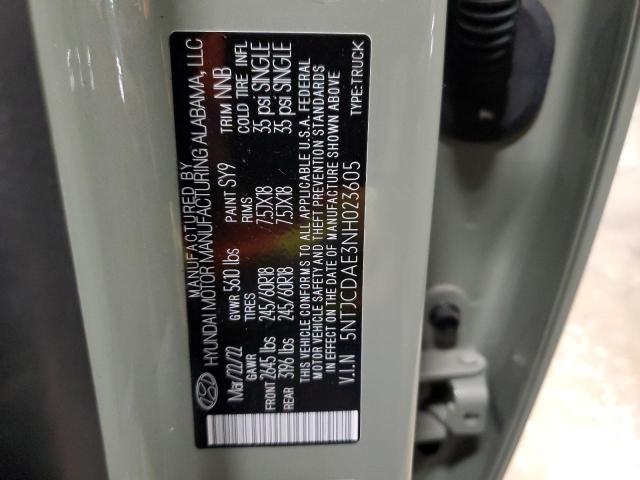 MANUFACTURED BY
HYUNDAI MOTOR MANUFACTURING ALABAMA, LLC
GVWR 5610 lbs PAINT SY9 TRIM NNB
GAWR TIRES RIMS COLD TIRE INFL
FRONT 2645 lbs 245/60R18 7.5JX18 35 psi SINGLE
REAR 3196 lbs 245/60R18 7.5JX18 35 psi SINGLE
THIS VEHICLE CONFORMS TO ALL APPLICABLE U.S.A. FEDERAL
MOTOR VEHICLE SAFETY AND THEFT PREVENTION STANDARDS
IN EFFECT ON THE DATE OF MANUFACTURE SHOWN ABOVE
V.I.N 5NTJCDAE3NH023605 TYPE:TRUCK